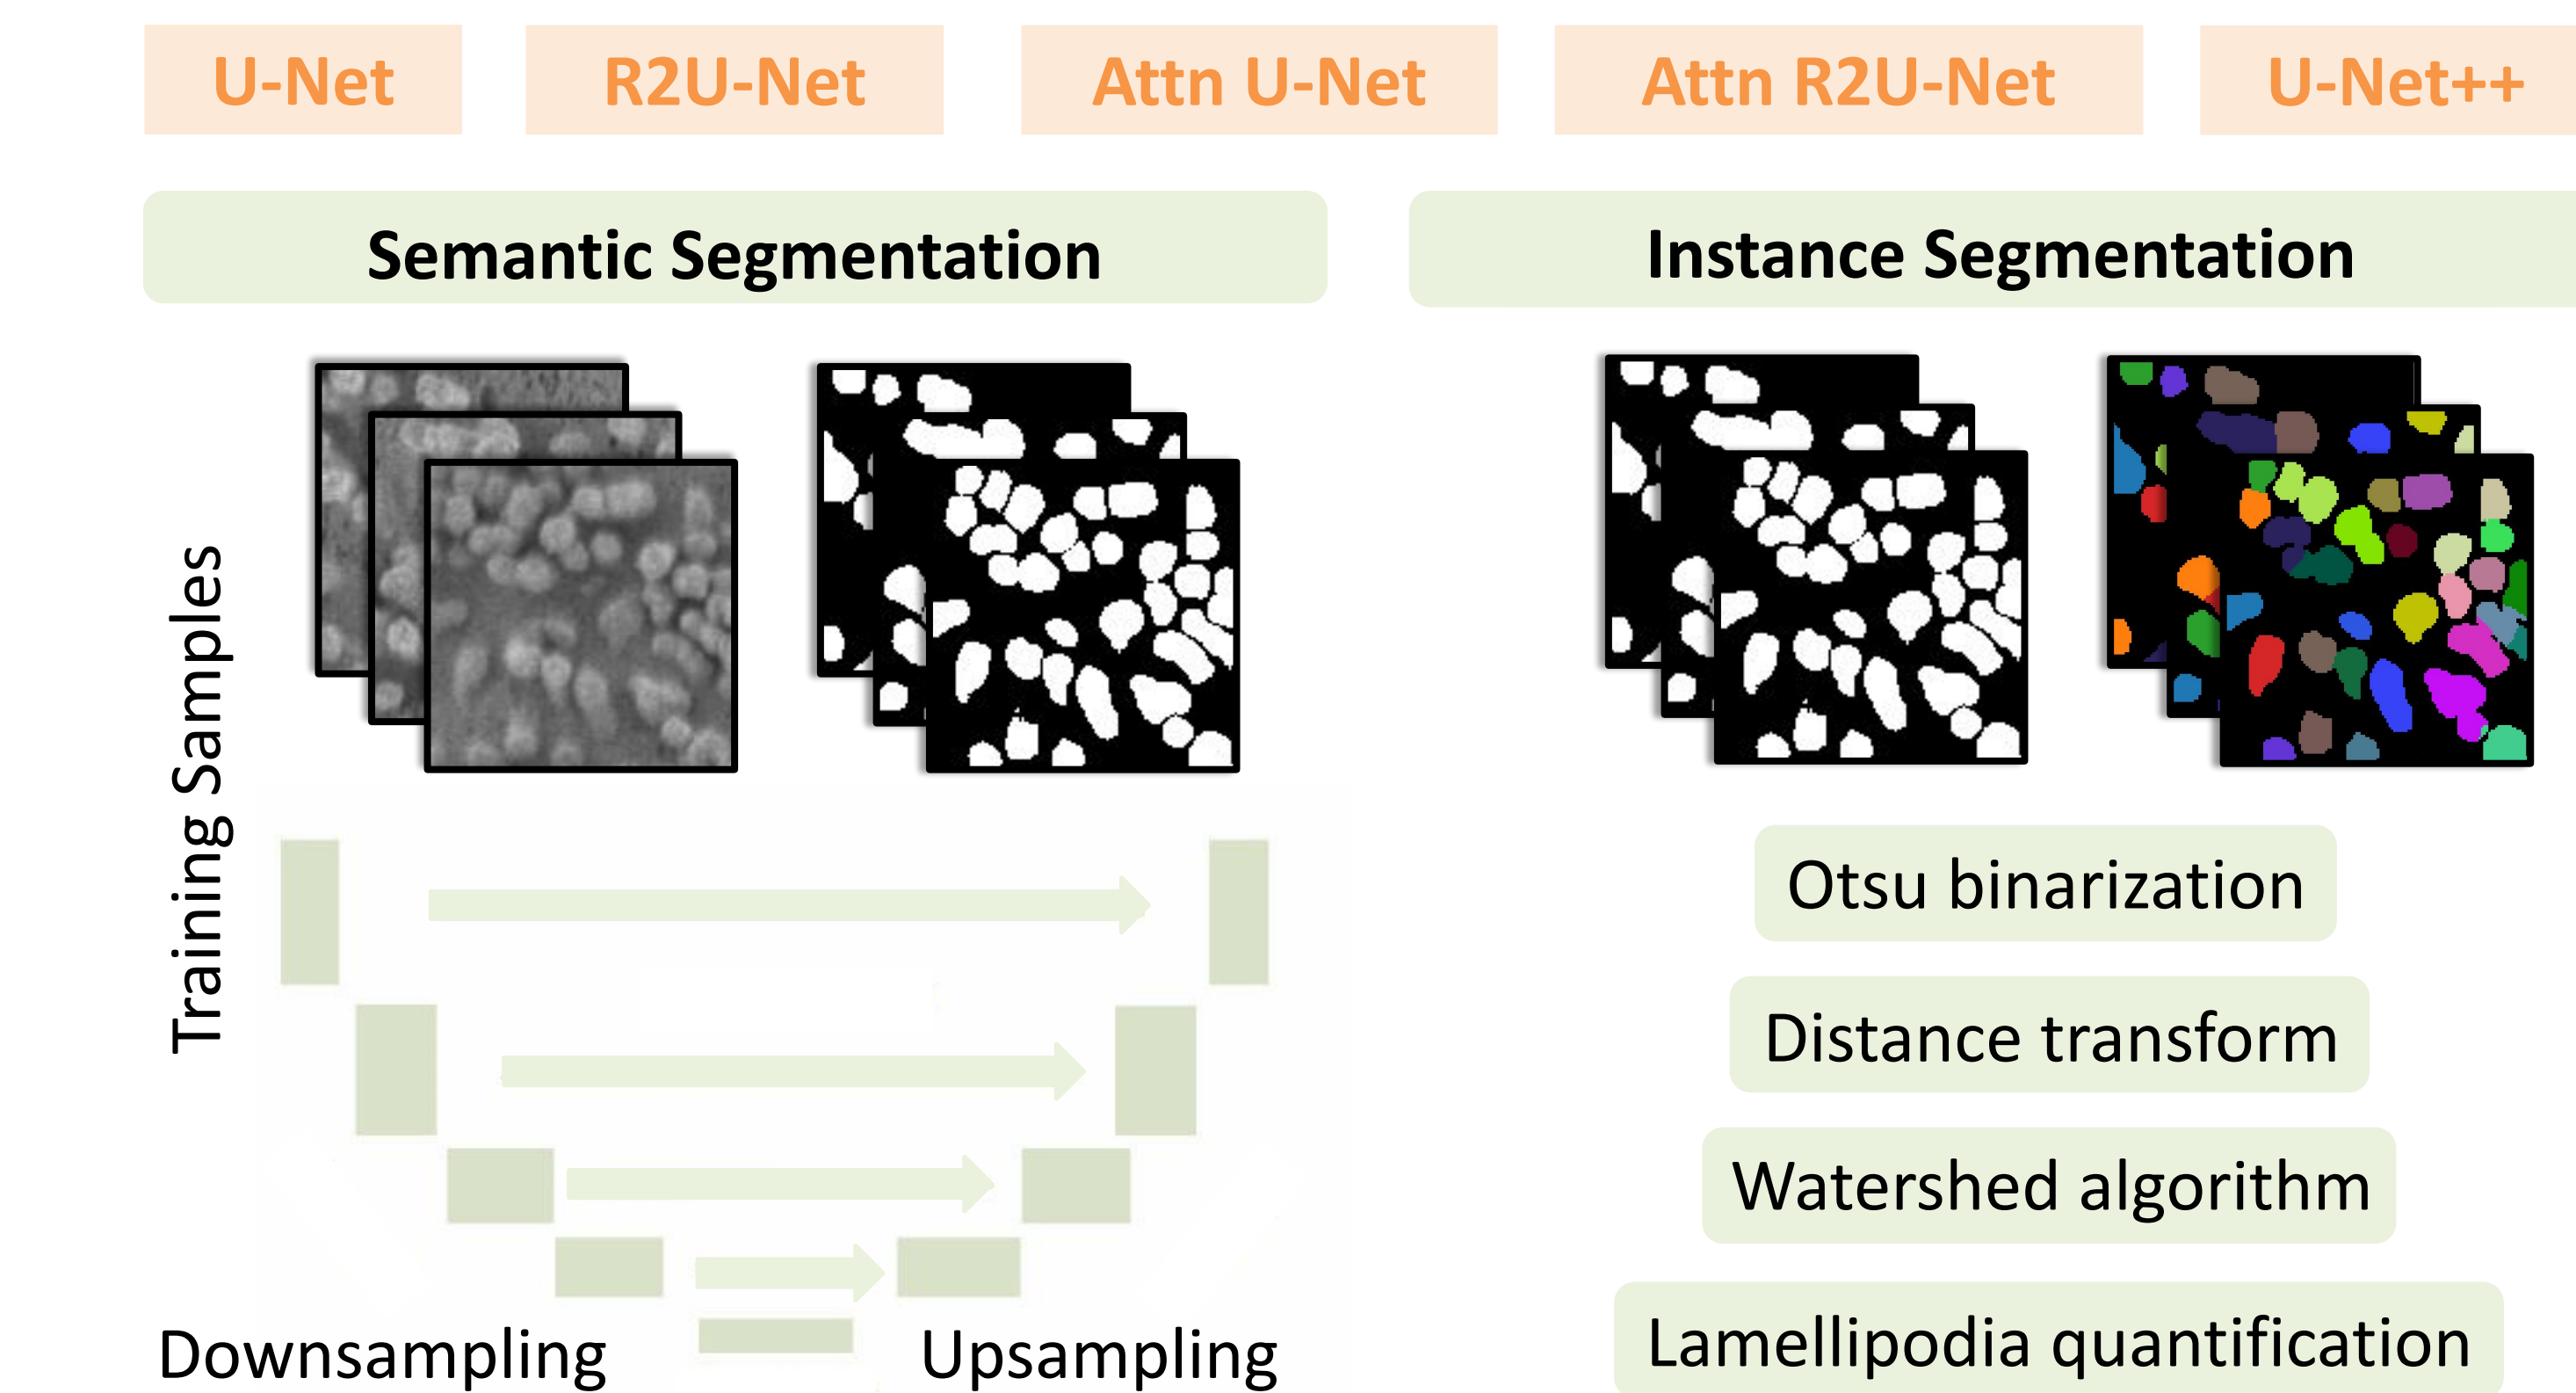 U-Net
R2U-Net
Attn U-Net
Attn R2U-Net
U-Net++
Semantic Segmentation
Instance Segmentation
Training Samples
Otsu binarization
Distance transform
Watershed algorithm
Lamellipodia quantification
Downsampling
Upsampling